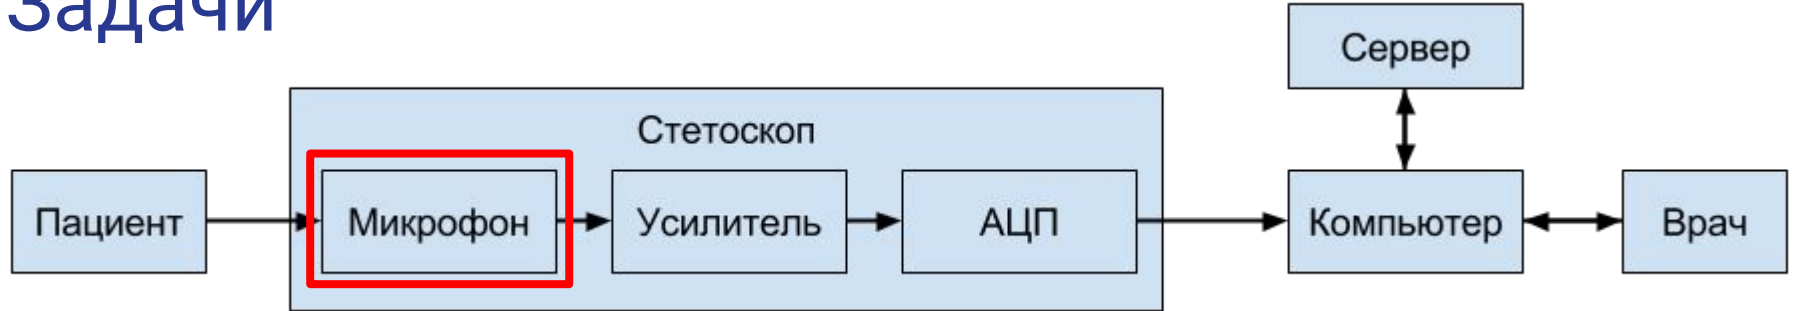 Задачи
Сервер
Стетоскоп
Пациент
Микрофон
Усилитель
АЦП
Компьютер
Врач